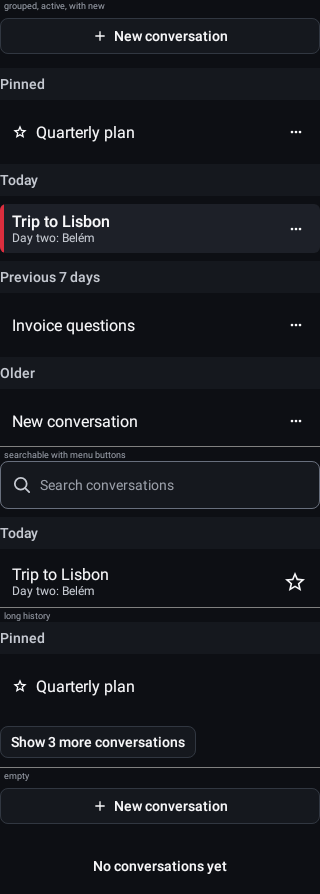 grouped, active, with new
+ New conversation
Pinned
Quarterly plan
Today
Trip to Lisbon
Day two: Belém
Previous 7 days
Invoice questions
Older
New conversation
searchable with menu buttons
Search conversations
Today
Trip to Lisbon
Day two: Belém
long history
Pinned
Quarterly plan
Show 3 more conversations
empty
+ New conversation
No conversations yet